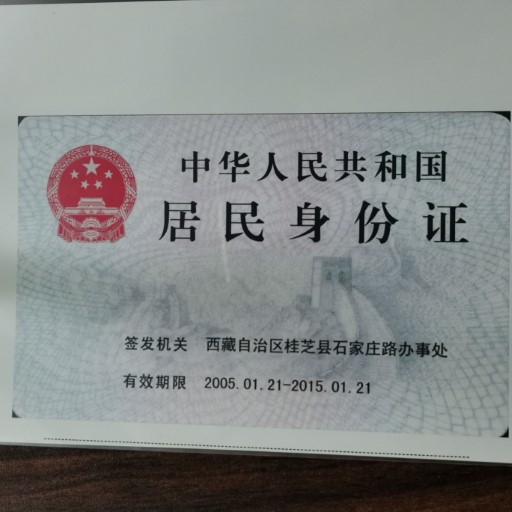 中华人民共和国
居民身份证
签发机关 西藏自治区桂芝县石家庄路办事处
有效期限 2005.01.21-2015.01.21